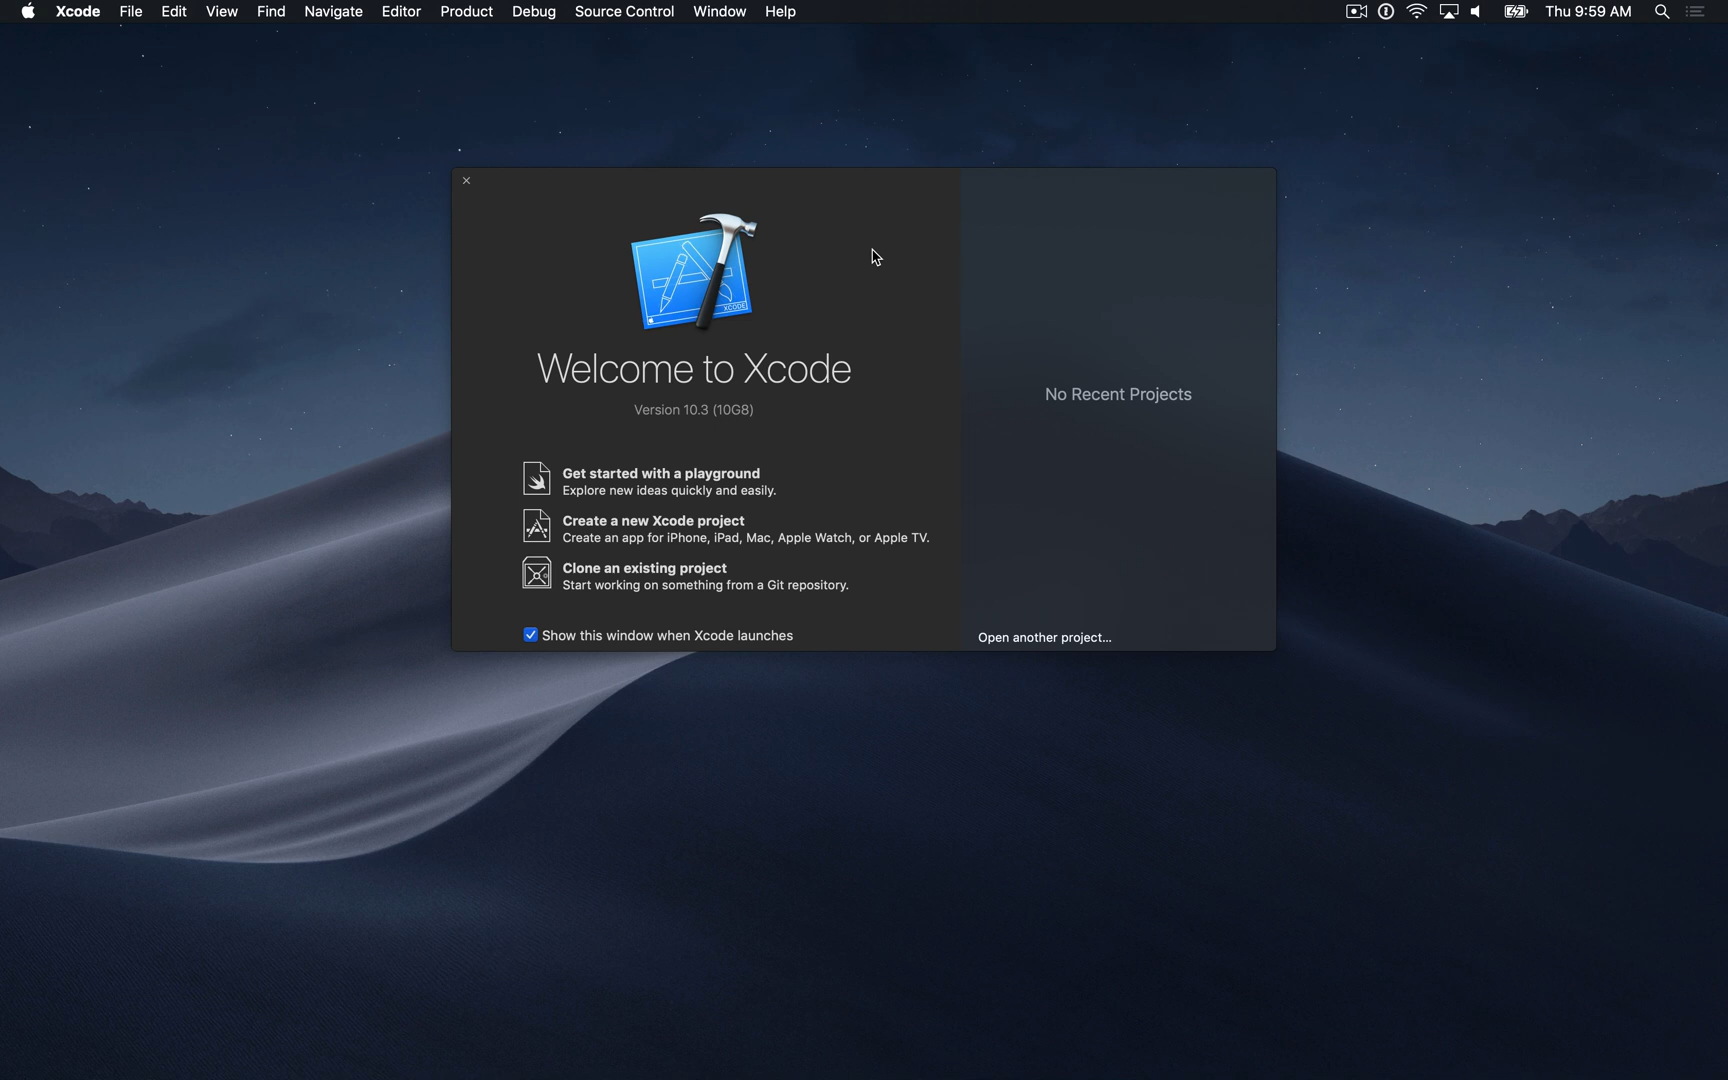 Xcode File Edit View Find Navigate Editor Product Debug Source Control Window Help Thu 9:59 AM
XCODE
Welcome to Xcode
Version 10.3 (10G8)
No Recent Projects
Get started with a playground
Explore new ideas quickly and easily.
Create a new Xcode project
Create an app for iPhone, iPad, Mac, Apple Watch, or Apple TV.
Clone an existing project
Start working on something from a Git repository.
Show this window when Xcode launches
Open another project...